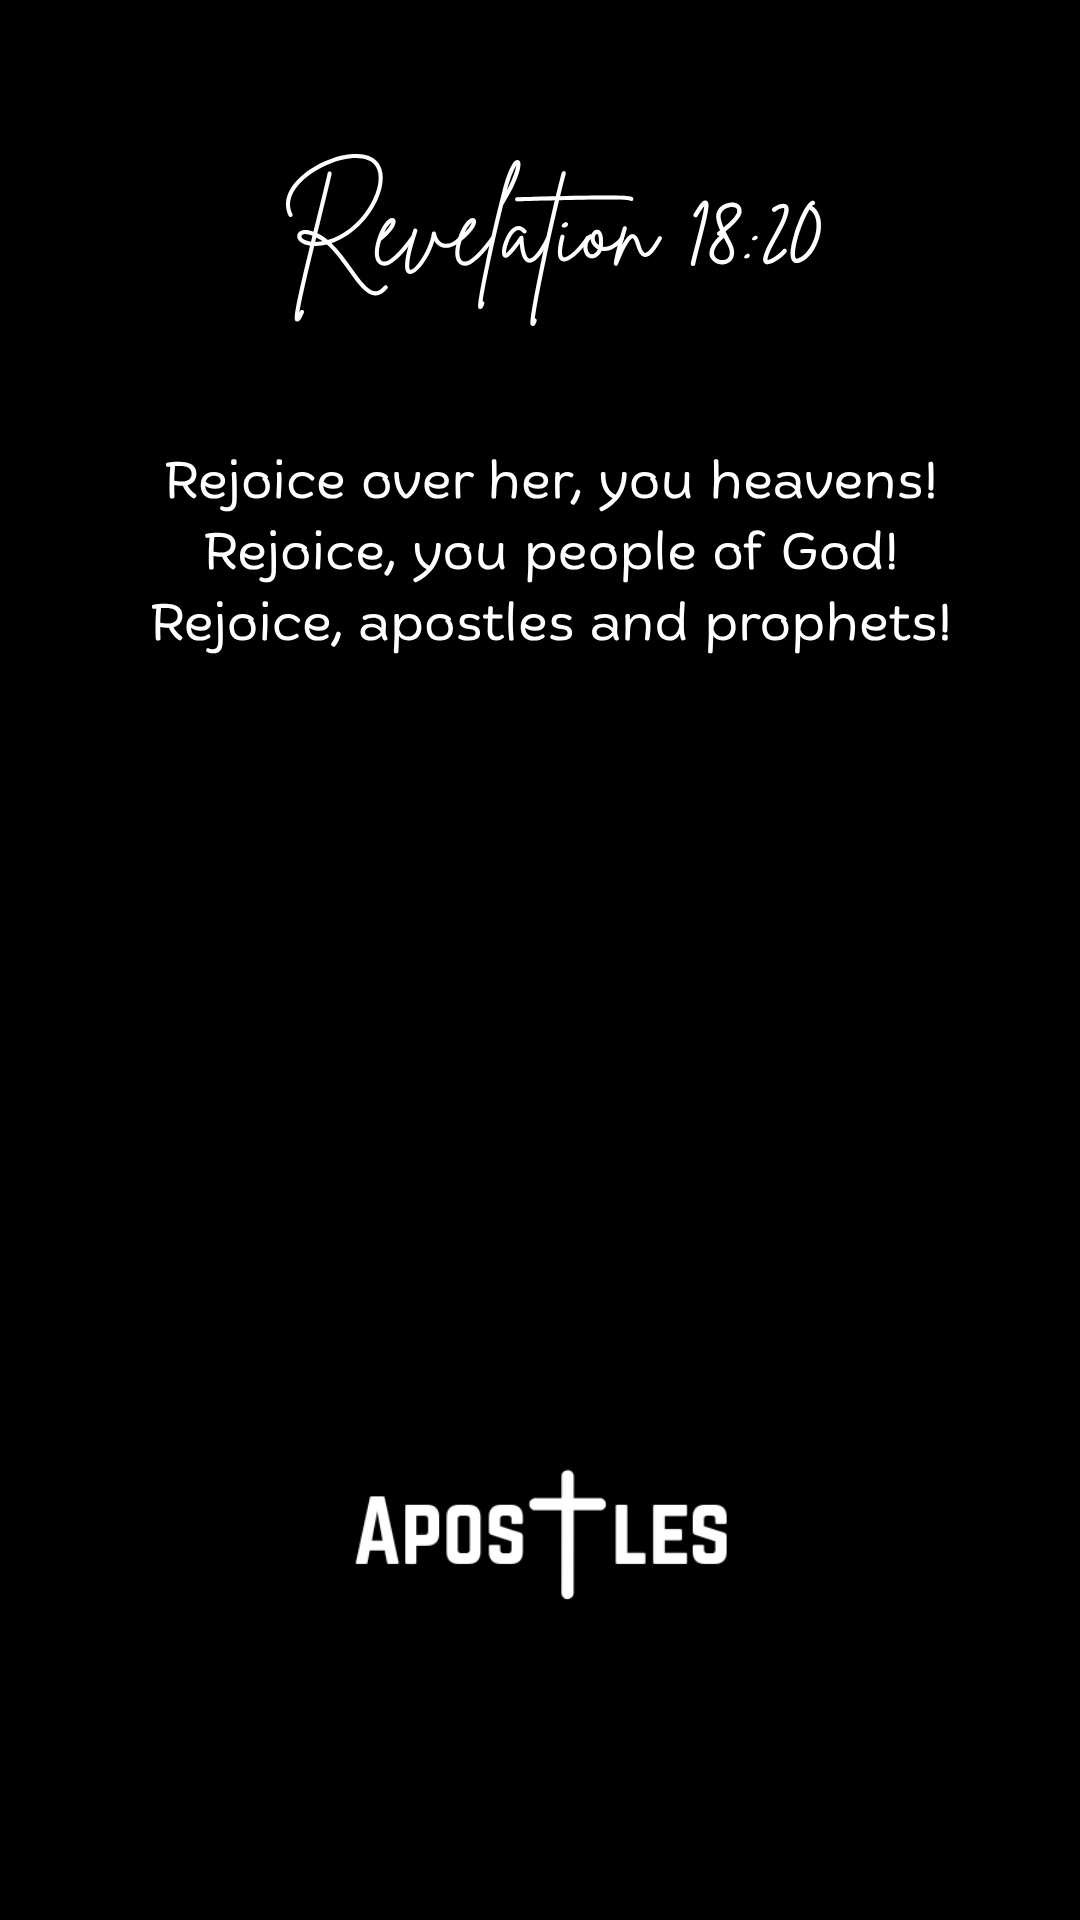 Revelation 18:20
Rejoice over her, you heavens!
Rejoice, you people of God!
Rejoice, apostles and prophets!
Apostles